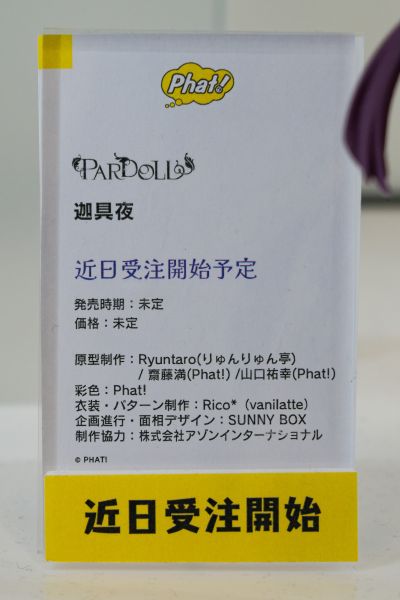 Phat!
PARDOLL
迦具夜
近日受注開始予定
発売時期：未定
価格：未定
原型制作：Ryuntaro(りゅんりゅん亭)
/ 齋藤満(Phat!) /山口祐幸(Phat!)
彩色：Phat!
衣装・パターン制作：Rico*（vanilatte）
企画進行・面相デザイン：SUNNY BOX
制作協力：株式会社アゾンインターナショナル
© PHAT!
近日受注開始